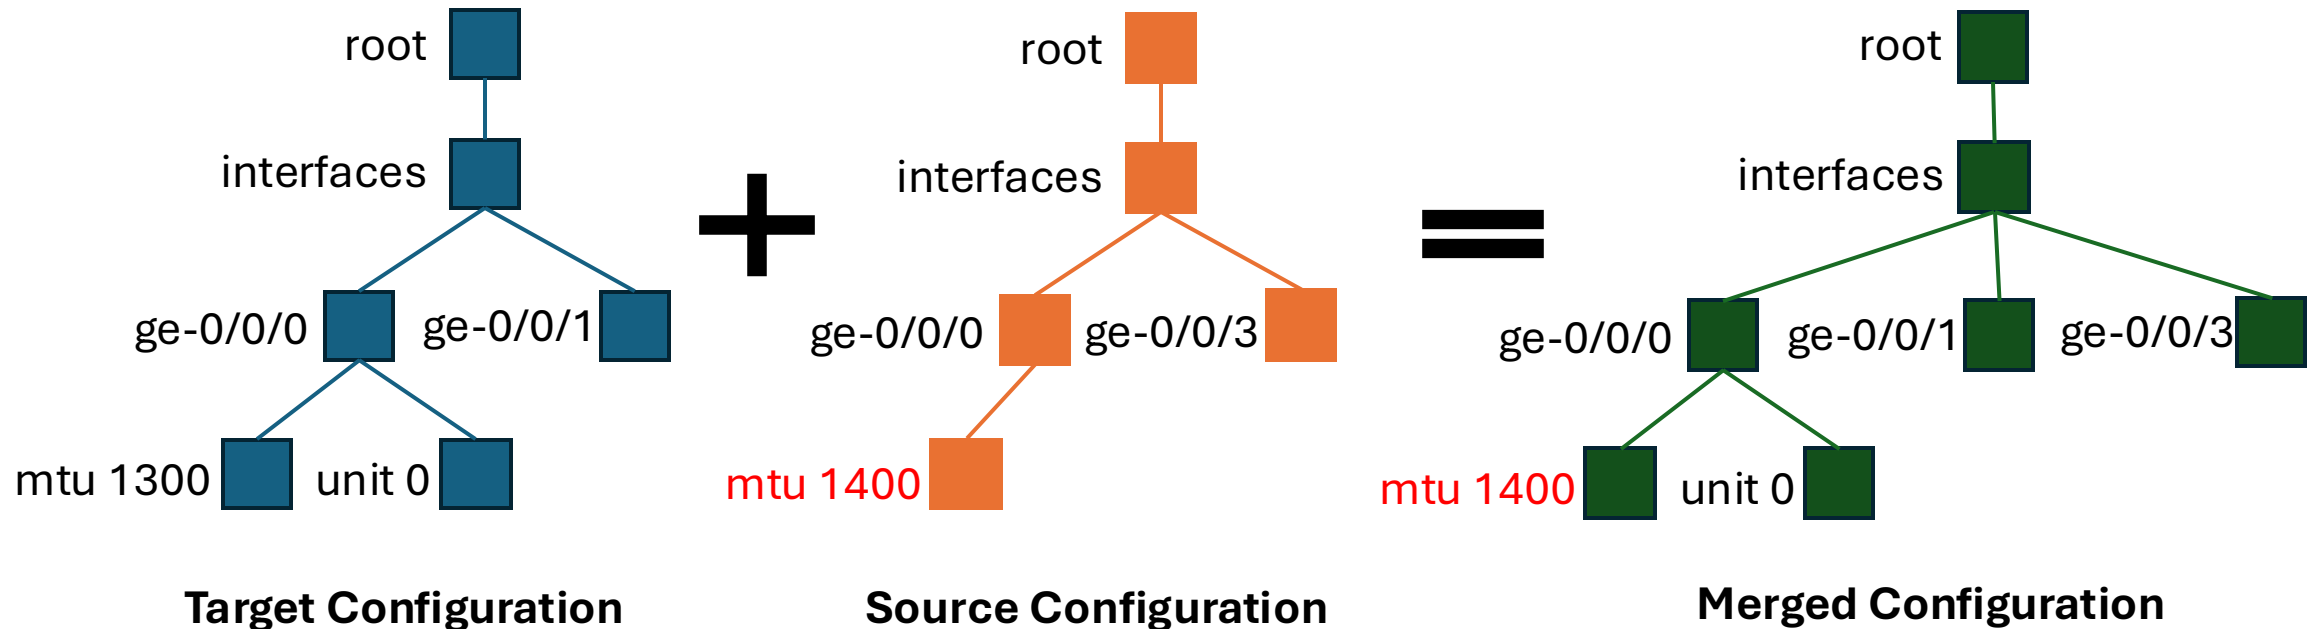 root
interfaces
ge-0/0/0
ge-0/0/1
mtu 1300
unit 0
Target Configuration
+
root
interfaces
ge-0/0/0
ge-0/0/3
mtu 1400
Source Configuration
=
root
interfaces
ge-0/0/0
ge-0/0/1
ge-0/0/3
mtu 1400
unit 0
Merged Configuration